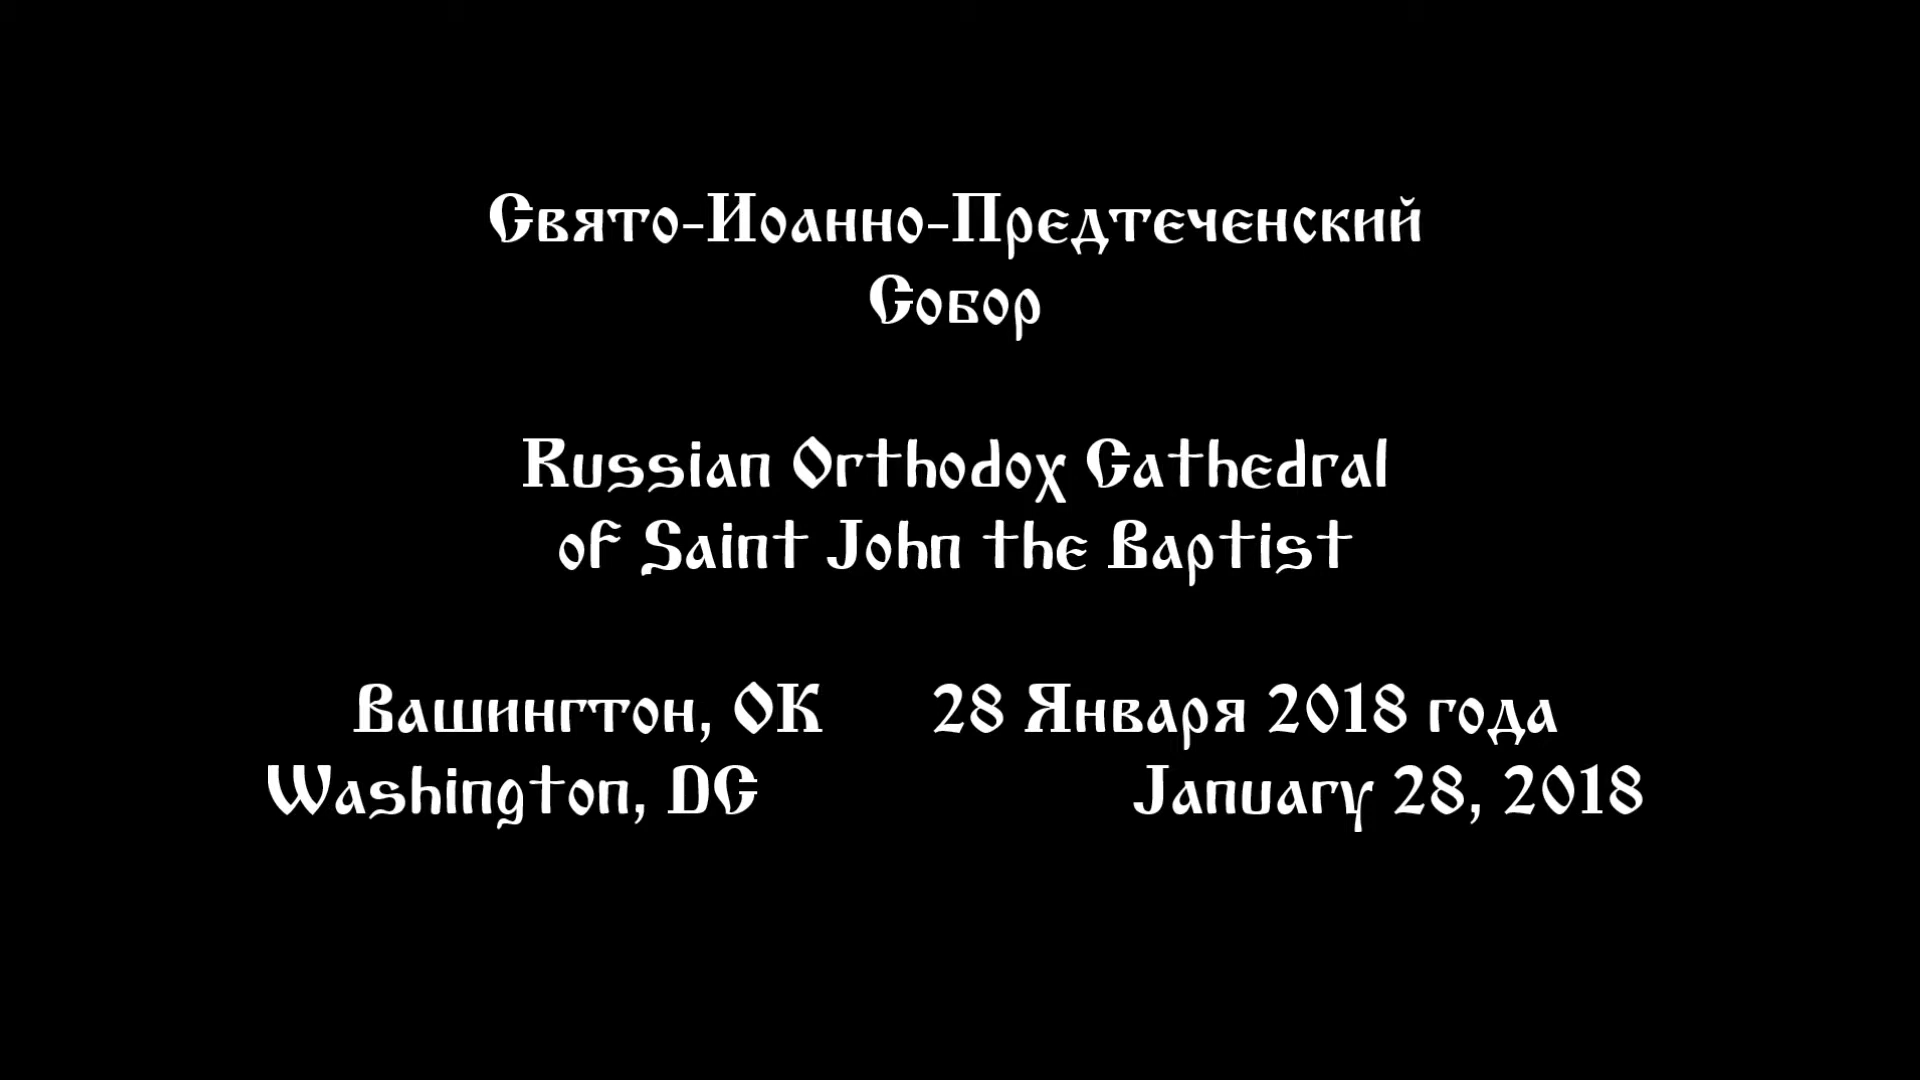 Свято-Иоанно-Предтеченский
Собор
Russian Orthodox Cathedral
of Saint John the Baptist
Вашингтон, ОК 28 Января 2018 года
Washington, DC January 28, 2018